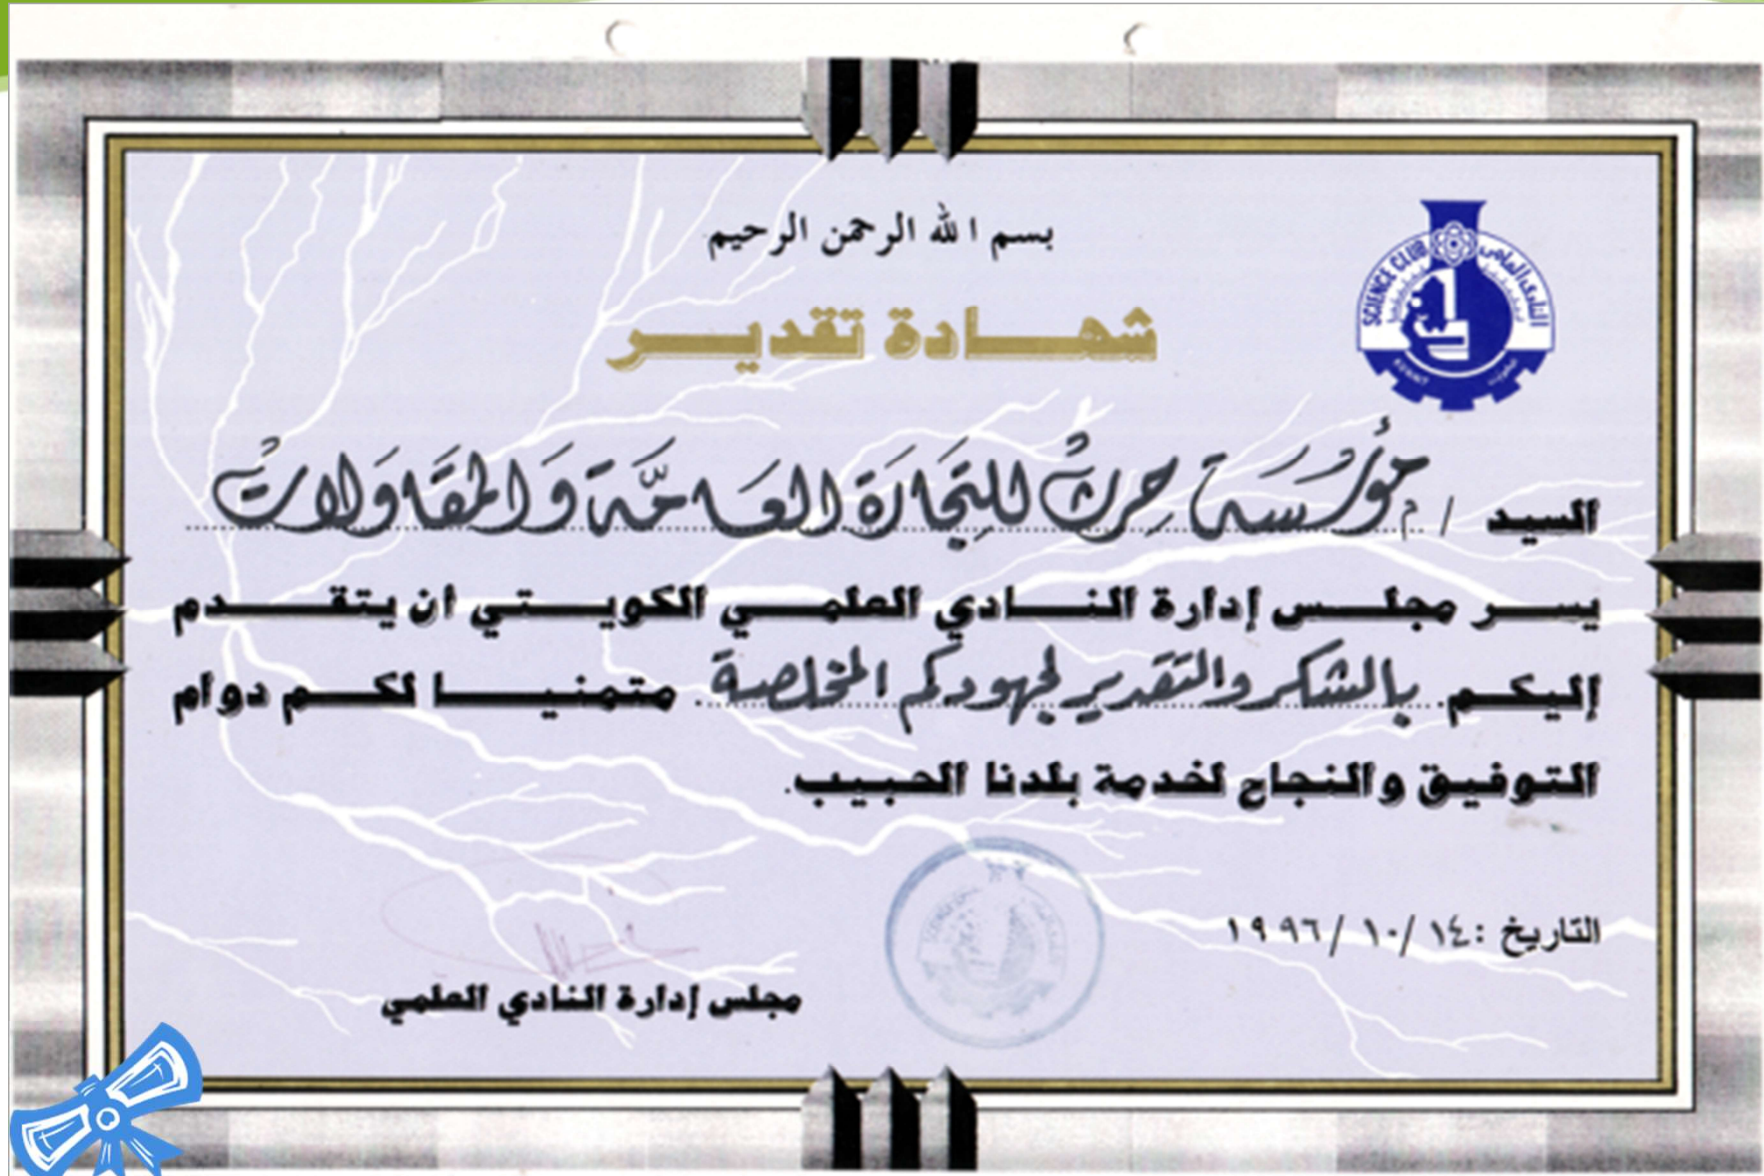 بسم الله الرحمن الرحيم
SCIENCE CLUB
النادي العلمي
KUWAIT
شهادة تقدير
السيد / مؤسسة حرث للتجارة العامة والمقاولات
يسر مجلس إدارة النادي العلمي الكويتي أن يتقدم
إليكم بالشكر والتقدير لجهودكم المخلصة . متمنيا لكم دوام
التوفيق والنجاح لخدمة بلدنا الحبيب.
التاريخ : ١٤ / ١٠ / ١٩٩٦
مجلس إدارة النادي العلمي